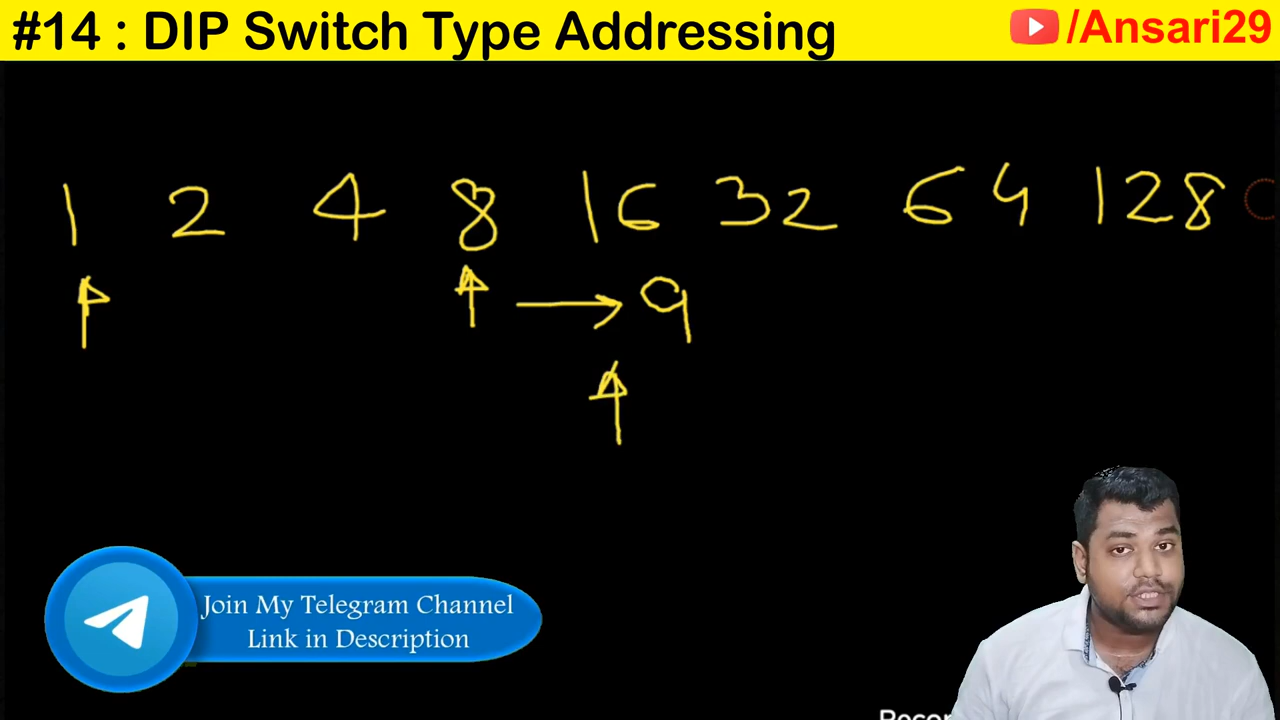 #14 : DIP Switch Type Addressing
/Ansari29
1 2 4 8 16 32 64 128
→ 9
Join My Telegram Channel
Link in Description